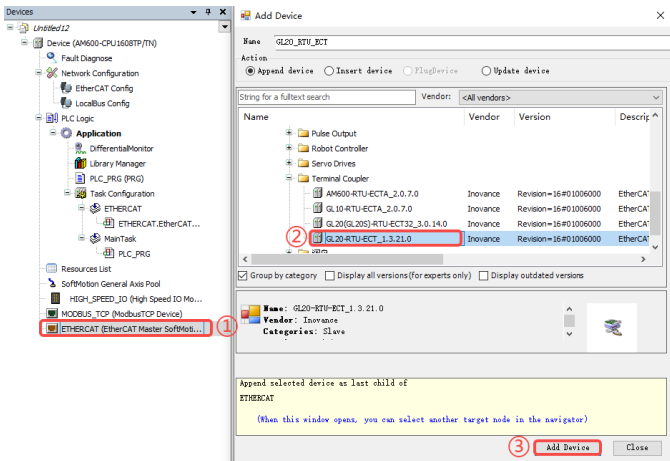 Devices
Untitled12
Device (AM600-CPU1608TP/TN)
Fault Diagnose
Network Configuration
EtherCAT Config
LocalBus Config
PLC Logic
Application
DifferentialMonitor
Library Manager
PLC_PRG (PRG)
Task Configuration
ETHERCAT
ETHERCAT.EtherCAT...
MainTask
PLC_PRG
Resources List
SoftMotion General Axis Pool
HIGH_SPEED_IO (High Speed IO Mo...
MODBUS_TCP (ModbusTCP Device)
ETHERCAT (EtherCAT Master SoftMoti... ①
Add Device
Name GL20_RTU_ECT
Action
Append device Insert device PlugDevice Update device
String for a fulltext search Vendor: <All vendors>
Name Vendor Version Descrip
Pulse Output
Robot Controller
Servo Drives
Terminal Coupler
AM600-RTU-ECTA_2.0.7.0 Inovance Revision=16#01006000 EtherCA
GL10-RTU-ECTA_2.0.7.0 Inovance Revision=16#01006000 EtherCA
GL20(GL20S)-RTU-ECT32_3.0.14.0 Inovance Revision=16#01006000 EtherCA
② GL20-RTU-ECT_1.3.21.0 Inovance Revision=16#01006000 EtherCA
Group by category Display all versions(for experts only) Display outdated versions
Name: GL20-RTU-ECT_1.3.21.0
Vendor: Inovance
Categories: Slave
Append selected device as last child of
ETHERCAT
(When this window opens, you can select another target node in the navigator)
③ Add Device Close